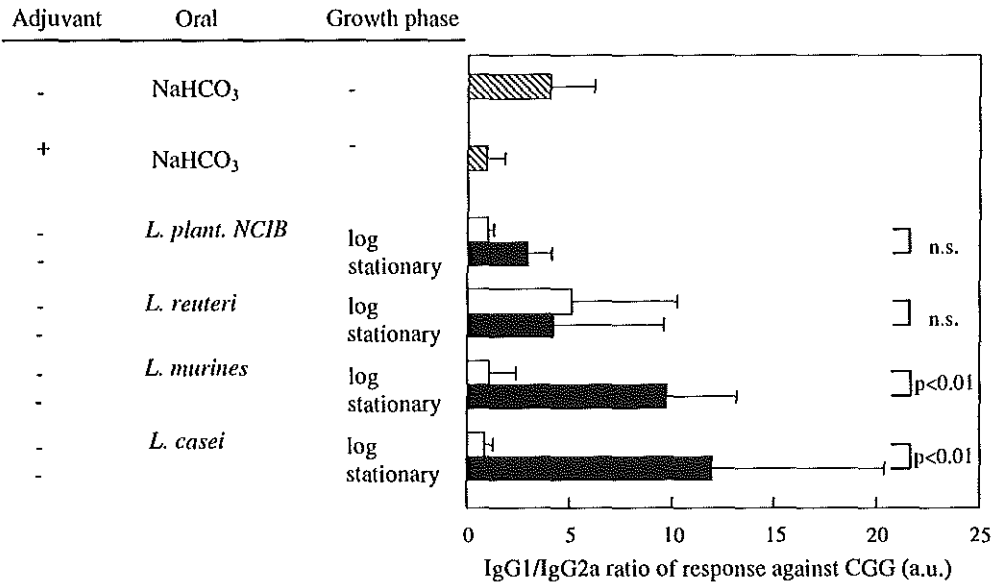 Adjuvant Oral Growth phase
- NaHCO3 -
+ NaHCO3 -
- L. plant. NCIB log
- stationary n.s.
- L. reuteri log
- stationary n.s.
- L. murines log
- stationary p<0.01
- L. casei log
- stationary p<0.01
0 5 10 15 20 25
IgG1/IgG2a ratio of response against CGG (a.u.)